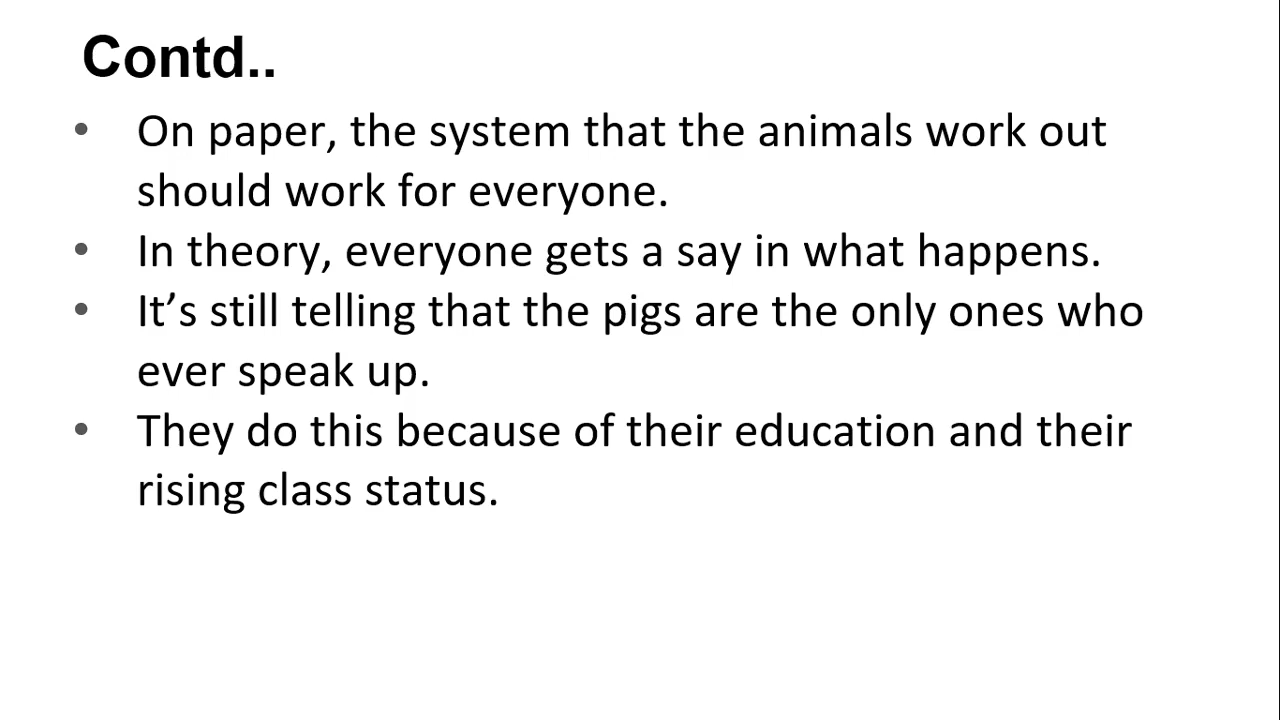 Contd..
• On paper, the system that the animals work out
should work for everyone.
• In theory, everyone gets a say in what happens.
• It’s still telling that the pigs are the only ones who
ever speak up.
• They do this because of their education and their
rising class status.